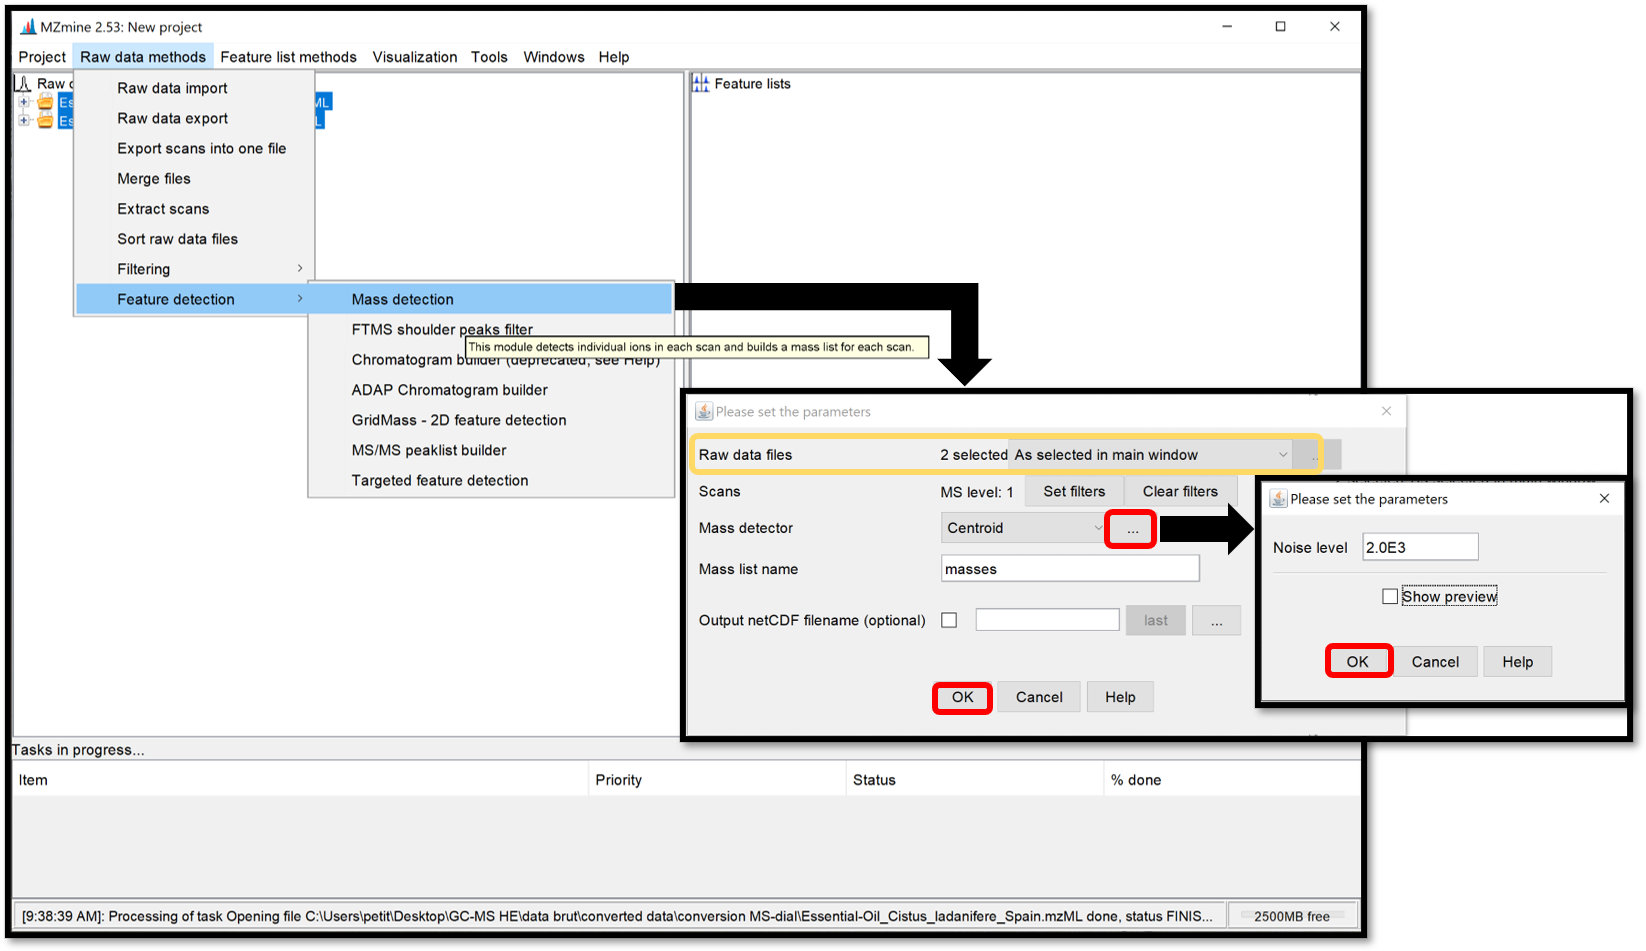 MZmine 2.53: New project
Project Raw data methods Feature list methods Visualization Tools Windows Help
Feature lists
Raw data import
Raw data export
Export scans into one file
Merge files
Extract scans
Sort raw data files
Filtering
Feature detection
Mass detection
FTMS shoulder peaks filter
This module detects individual ions in each scan and builds a mass list for each scan.
Chromatogram builder (deprecated, see Help)
ADAP Chromatogram builder
GridMass - 2D feature detection
MS/MS peaklist builder
Targeted feature detection
Please set the parameters
Raw data files 2 selected As selected in main window
Scans MS level: 1 Set filters Clear filters
Mass detector Centroid ...
Mass list name masses
Output netCDF filename (optional) last ...
OK Cancel Help
Please set the parameters
Noise level 2.0E3
Show preview
OK Cancel Help
Tasks in progress...
Item Priority Status % done
[9:38:39 AM]: Processing of task Opening file C:\Users\petit\Desktop\GC-MS HE\data brut\converted data\conversion MS-dial\Essential-Oil_Cistus_ladanifere_Spain.mzML done, status FINIS...
2500MB free